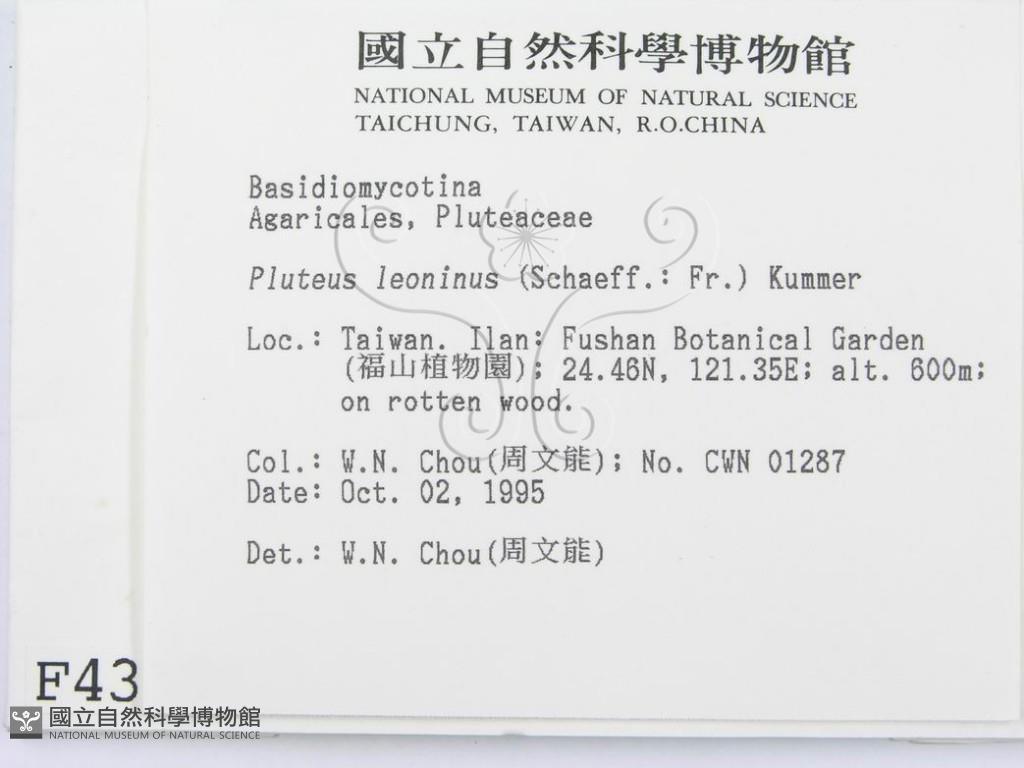 國立自然科學博物館
NATIONAL MUSEUM OF NATURAL SCIENCE
TAICHUNG, TAIWAN, R.O.CHINA
Basidiomycotina
Agaricales, Pluteaceae
Pluteus leoninus (Schaeff.: Fr.) Kummer
Loc.: Taiwan. Ilan: Fushan Botanical Garden
(福山植物園); 24.46N, 121.35E; alt. 600m;
on rotten wood.
Col.: W.N. Chou(周文能); No. CWN 01287
Date: Oct. 02, 1995
Det.: W.N. Chou(周文能)
F43
國立自然科學博物館
NATIONAL MUSEUM OF NATURAL SCIENCE